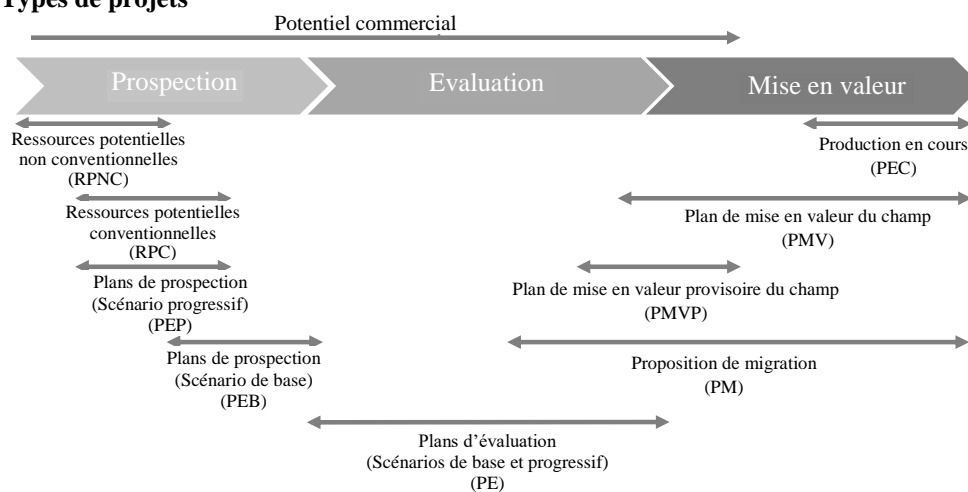 Types de projets
Potentiel commercial
Prospection
Evaluation
Mise en valeur
Ressources potentielles
non conventionnelles
(RPNC)
Production en cours
(PEC)
Ressources potentielles
conventionnelles
(RPC)
Plan de mise en valeur du champ
(PMV)
Plans de prospection
(Scénario progressif)
(PEP)
Plan de mise en valeur provisoire du champ
(PMVP)
Plans de prospection
(Scénario de base)
(PEB)
Proposition de migration
(PM)
Plans d’évaluation
(Scénarios de base et progressif)
(PE)